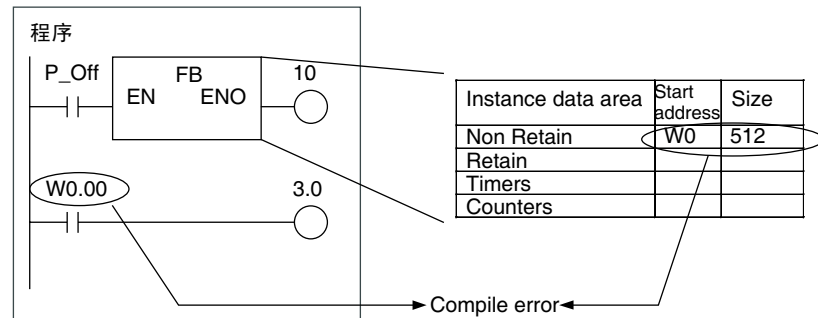 程序
P_Off
FB
10
EN
ENO
W0.00
3.0
Instance data area
Start address
Size
Non Retain
W0
512
Retain
Timers
Counters
Compile error